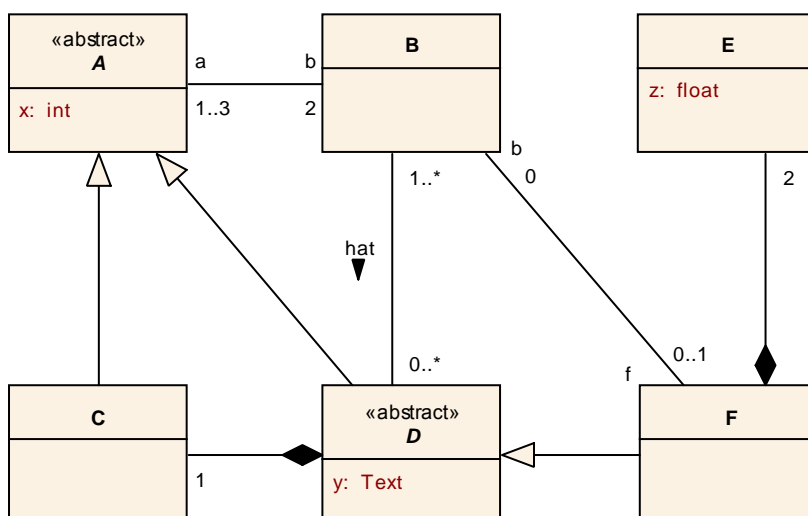 «abstract»
A
x: int
a
1..3
b
2
B
E
z: float
1..*
b
0
2
hat
0..*
0..1
f
C
1
«abstract»
D
y: Text
F